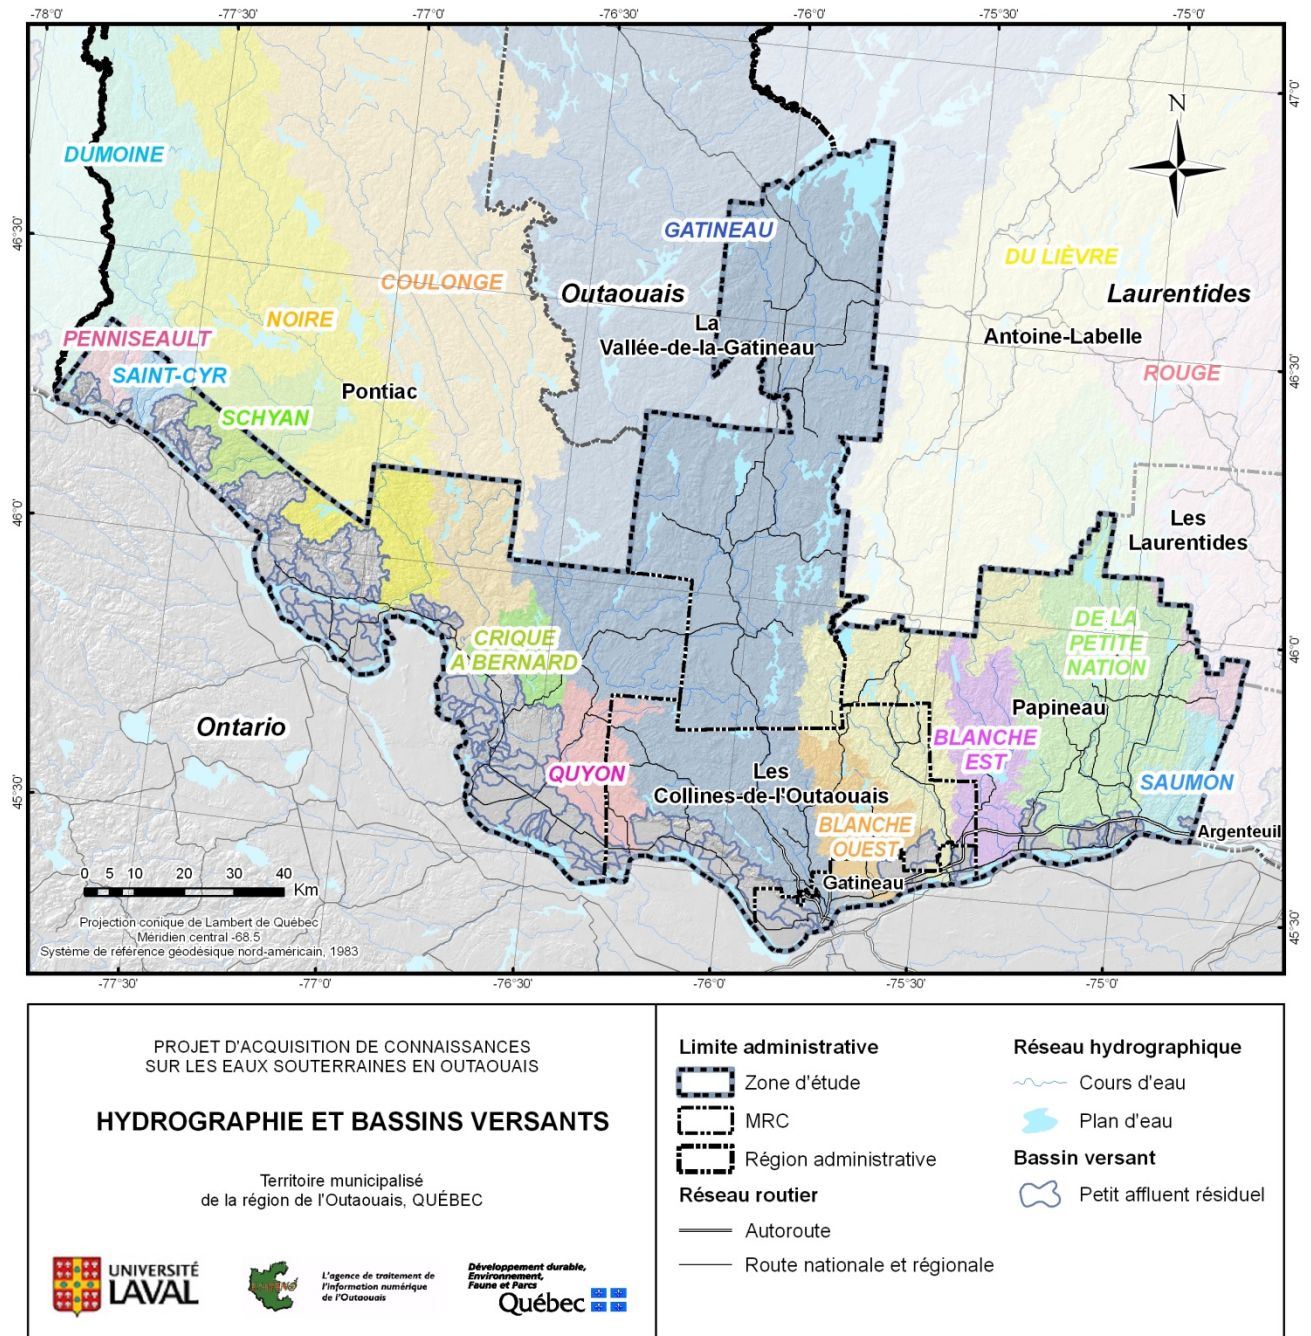 -78°0' -77°30' -77°0' -76°30' -76°0' -75°30' -75°0'
47°0'
N
DUMOINE
46°30'
GATINEAU
DU LIÈVRE
COULONGE
Outaouais
Laurentides
NOIRE
La
Vallée-de-la-Gatineau
Antoine-Labelle
PENNISEAULT
SAINT-CYR
ROUGE
46°30'
Pontiac
SCHYAN
46°0'
Les
Laurentides
CRIQUE
A BERNARD
DE LA
PETITE
NATION
46°0'
Papineau
Ontario
BLANCHE
EST
QUYON
Les
Collines-de-l'Outaouais
SAUMON
45°30'
BLANCHE
OUEST
Argenteuil
Gatineau
0 5 10 20 30 40
Km
Projection conique de Lambert de Québec
Méridien central -68.5
Système de référence géodésique nord-américain, 1983
45°30'
-77°30' -77°0' -76°30' -76°0' -75°30' -75°0'
PROJET D'ACQUISITION DE CONNAISSANCES
SUR LES EAUX SOUTERRAINES EN OUTAOUAIS
HYDROGRAPHIE ET BASSINS VERSANTS
Territoire municipalisé
de la région de l'Outaouais, QUÉBEC
UNIVERSITÉ
LAVAL
L'agence de traitement de
l'information numérique
de l'Outaouais
Développement durable,
Environnement,
Faune et Parcs
Québec
Limite administrative
Zone d'étude
MRC
Région administrative
Réseau routier
Autoroute
Route nationale et régionale
Réseau hydrographique
Cours d'eau
Plan d'eau
Bassin versant
Petit affluent résiduel